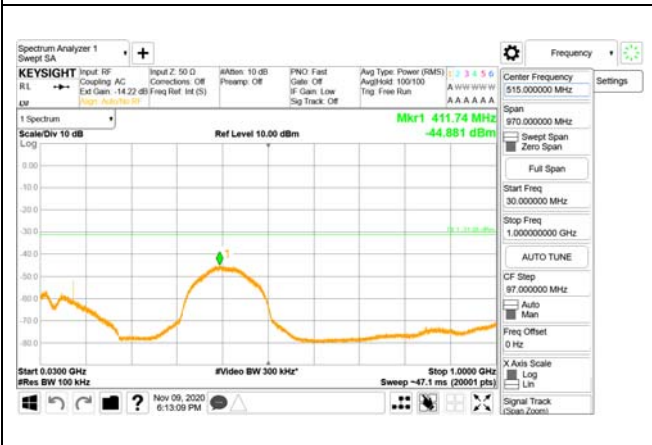 Spectrum Analyzer 1
Swept SA
+
Frequency
KEYSIGHT
RL
Input: RF
Coupling: AC
Ext Gain: -14.22 dB
Align: Auto/No RF
Input Z: 50 Ω
Corrections: Off
Freq Ref: Int (S)
#Atten: 10 dB
Preamp: Off
PNO: Fast
Gate: Off
IF Gain: Low
Sig Track: Off
Avg Type: Power (RMS)
Avg|Hold: 100/100
Trig: Free Run
1 2 3 4 5 6
A W W W W W
A A A A A A
1 Spectrum
Scale/Div 10 dB
Log
Ref Level 10.00 dBm
Mkr1 411.74 MHz
-44.881 dBm
0.00
-10.0
-20.0
-30.0
-40.0
-50.0
-60.0
-70.0
-80.0
1
Start 0.0300 GHz
#Res BW 100 kHz
#Video BW 300 kHz*
Stop 1.0000 GHz
Sweep ~47.1 ms (20001 pts)
Nov 09, 2020
6:13:09 PM
?
Center Frequency
515.000000 MHz
Settings
Span
970.000000 MHz
Swept Span
Zero Span
Full Span
Start Freq
30.000000 MHz
Stop Freq
1.000000000 GHz
AUTO TUNE
CF Step
97.000000 MHz
Auto
Man
Freq Offset
0 Hz
X Axis Scale
Log
Lin
Signal Track
(Span Zoom)